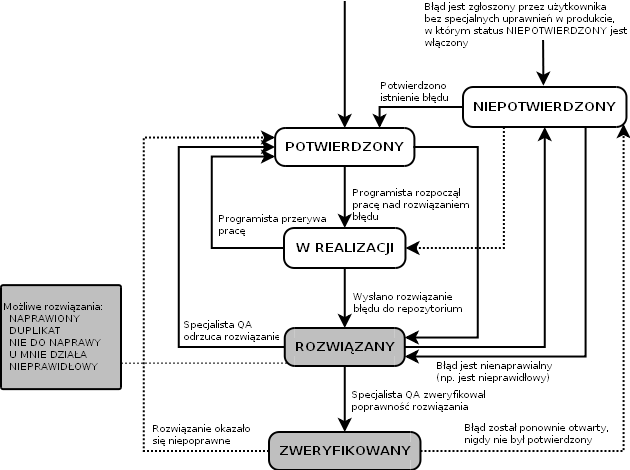 Błąd jest zgłoszony przez użytkownika
bez specjalnych uprawnień w produkcie,
w którym status NIEPOTWIERDZONY jest
włączony
Potwierdzono
istnienie błędu
NIEPOTWIERDZONY
POTWIERDZONY
Programista rozpoczął
pracę nad rozwiązaniem
błędu
Programista przerywa
pracę
W REALIZACJI
Wysłano rozwiązanie
błędu do repozytorium
Możliwe rozwiązania:
NAPRAWIONY
DUPLIKAT
NIE DO NAPRAWY
U MNIE DZIAŁA
NIEPRAWIDŁOWY
Specjalista QA
odrzuca rozwiązanie
ROZWIĄZANY
Błąd jest nienaprawialny
(np. jest nieprawidłowy)
Specjalista QA zweryfikował
poprawność rozwiązania
Rozwiązanie okazało
się niepoprawne
ZWERYFIKOWANY
Błąd został ponownie otwarty,
nigdy nie był potwierdzony